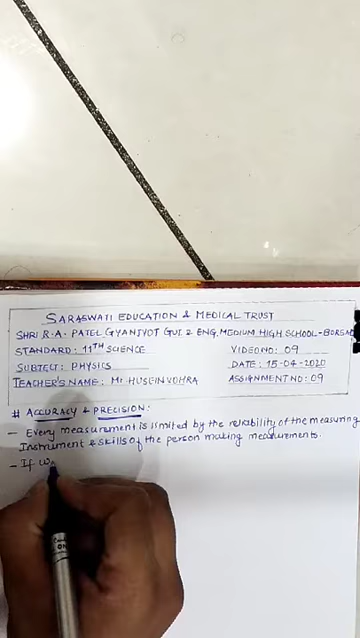 SARASWATI EDUCATION & MEDICAL TRUST
SHRI R.A. PATEL GYANJYOT GUJ & ENG. MEDIUM HIGH SCHOOL - BORSAD
STANDARD: 11TH SCIENCE VIDEO NO: 09
SUBJECT: PHYSICS DATE: 15-04-2020
TEACHER'S NAME: Mr HUSEIN VOHRA ASSIGNMENT NO: 09
# ACCURACY & PRECISION:
- Every measurement is limited by the reliability of the measuring
Instrument & skills of the person making measurements.
- If we